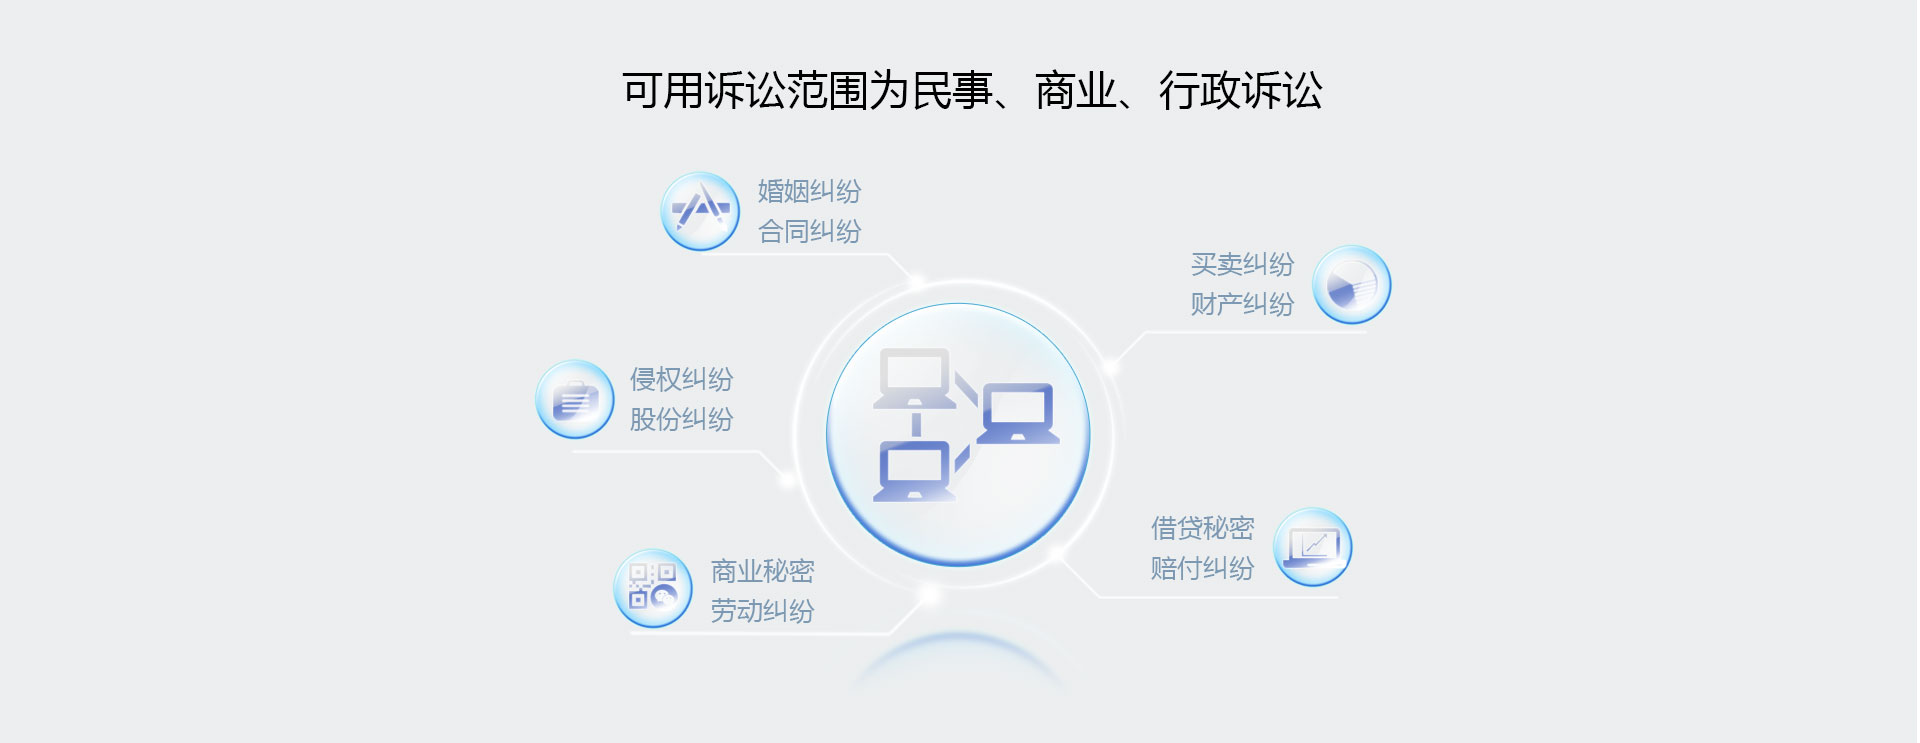 可用诉讼范围为民事、商业、行政诉讼
婚姻纠纷
合同纠纷
买卖纠纷
财产纠纷
侵权纠纷
股份纠纷
借贷秘密
赔付纠纷
商业秘密
劳动纠纷